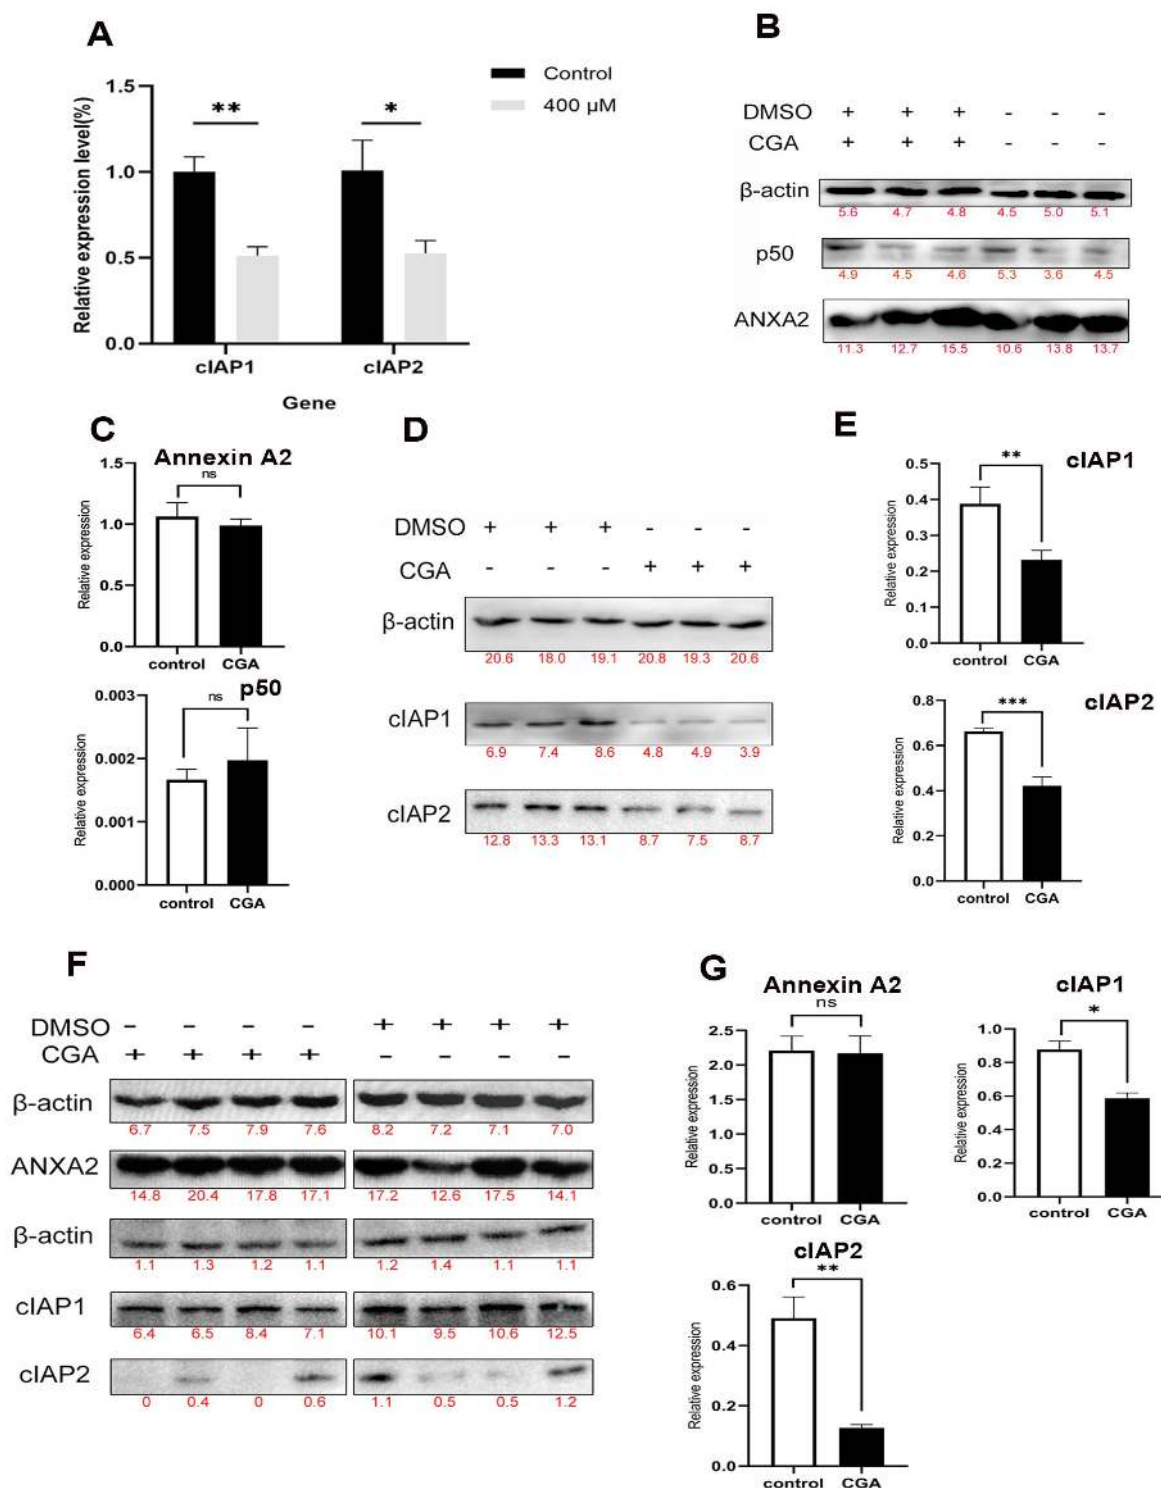 A
Relative expression level(%)
1.5
1.0
0.5
0.0
** *
cIAP1 cIAP2
Gene
Control
400 μM
B
DMSO + + + - - -
CGA + + + - - -
β-actin
5.6 4.7 4.8 4.5 5.0 5.1
p50
4.9 4.5 4.6 5.3 3.6 4.5
ANXA2
11.3 12.7 15.5 10.6 13.8 13.7
C
Annexin A2
ns
Relative expression
1.5
1.0
0.5
0.0
control CGA
p50
ns
Relative expression
0.003
0.002
0.001
0.000
control CGA
D
DMSO + + + - - -
CGA - - - + + +
β-actin
20.6 18.0 19.1 20.8 19.3 20.6
cIAP1
6.9 7.4 8.6 4.8 4.9 3.9
cIAP2
12.8 13.3 13.1 8.7 7.5 8.7
E
cIAP1
**
Relative expression
0.5
0.4
0.3
0.2
0.1
0.0
control CGA
cIAP2
***
Relative expression
0.8
0.6
0.4
0.2
0.0
control CGA
F
DMSO - - - - + + + +
CGA + + + + - - - -
β-actin
6.7 7.5 7.9 7.6 8.2 7.2 7.1 7.0
ANXA2
14.8 20.4 17.8 17.1 17.2 12.6 17.5 14.1
β-actin
1.1 1.3 1.2 1.1 1.2 1.4 1.1 1.1
cIAP1
6.4 6.5 8.4 7.1 10.1 9.5 10.6 12.5
cIAP2
0 0.4 0 0.6 1.1 0.5 0.5 1.2
G
Annexin A2
ns
Relative expression
2.5
2.0
1.5
1.0
0.5
0.0
control CGA
cIAP1
*
Relative expression
1.0
0.8
0.6
0.4
0.2
0.0
control CGA
cIAP2
**
Relative expression
0.6
0.4
0.2
0.0
control CGA